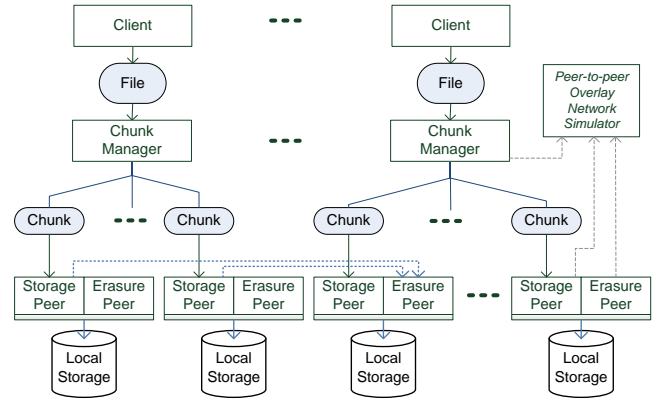 Client
Client
File
File
Peer-to-peer
Overlay
Network
Simulator
Chunk
Manager
Chunk
Manager
Chunk
Chunk
Chunk
Chunk
Storage
Peer
Erasure
Peer
Storage
Peer
Erasure
Peer
Storage
Peer
Erasure
Peer
Storage
Peer
Erasure
Peer
Local
Storage
Local
Storage
Local
Storage
Local
Storage